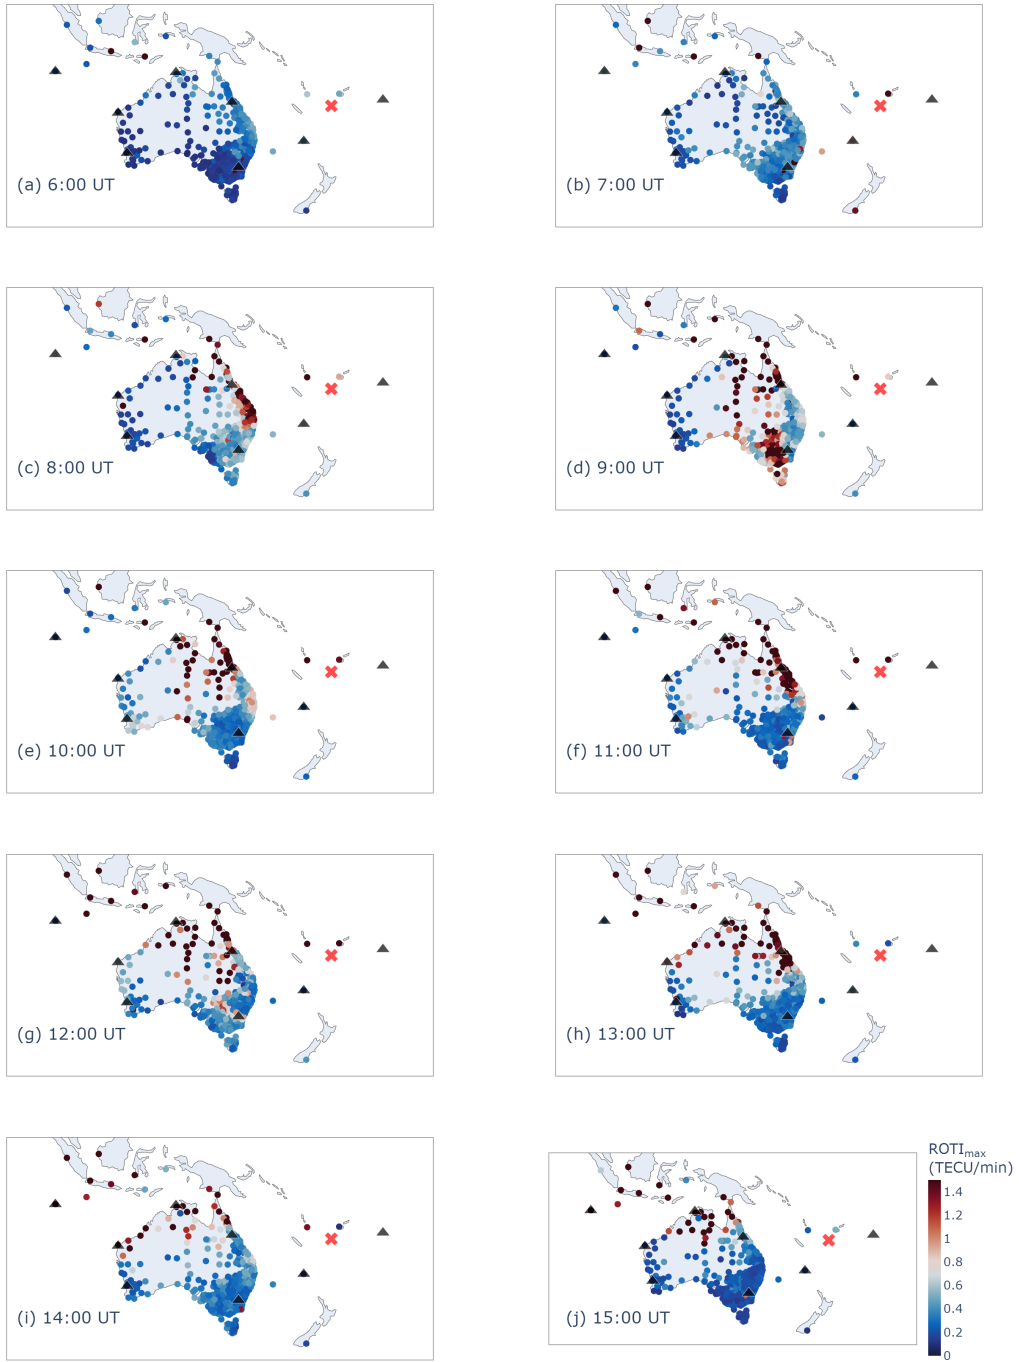 (a) 6:00 UT
(b) 7:00 UT
(c) 8:00 UT
(d) 9:00 UT
(e) 10:00 UT
(f) 11:00 UT
(g) 12:00 UT
(h) 13:00 UT
(i) 14:00 UT
(j) 15:00 UT
ROTImax
(TECU/min)
1.4
1.2
1
0.8
0.6
0.4
0.2
0